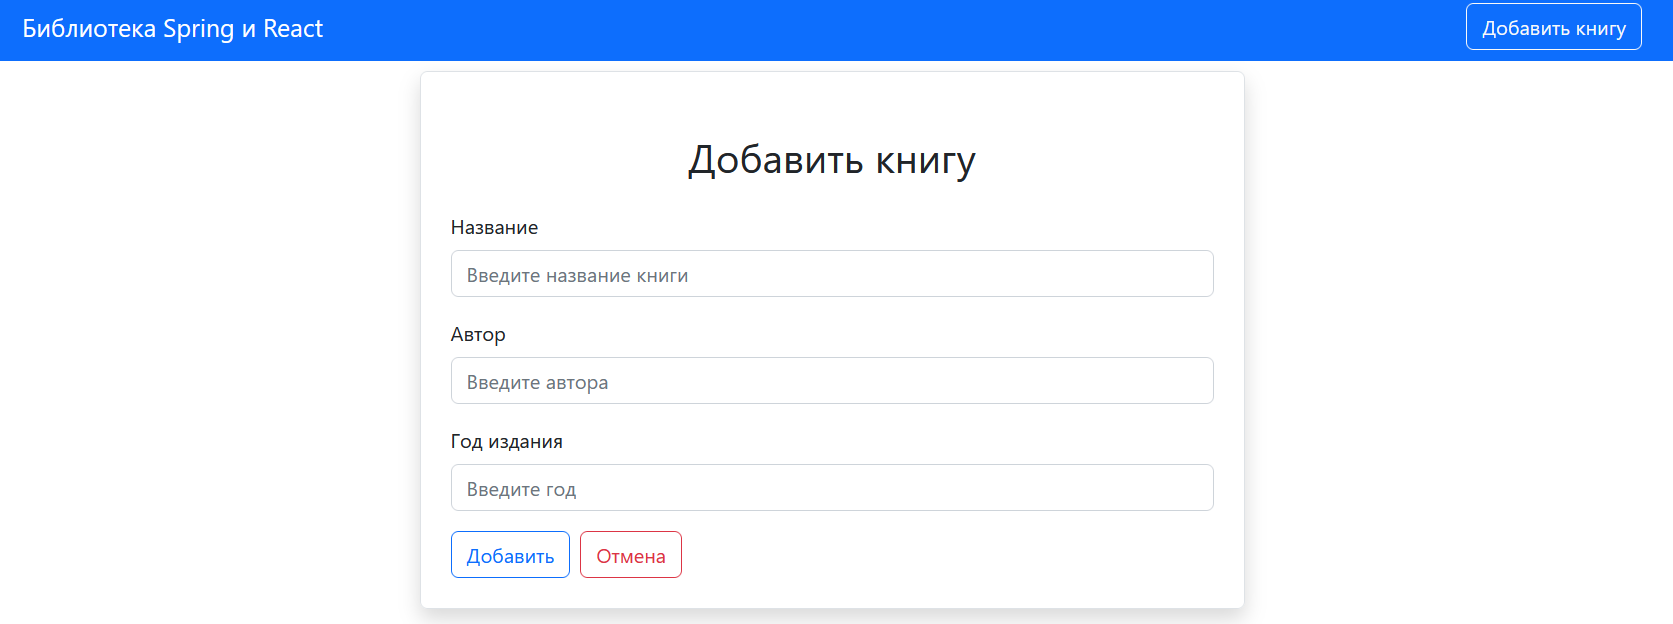 Библиотека Spring и React
Добавить книгу
Добавить книгу
Название
Введите название книги
Автор
Введите автора
Год издания
Введите год
Добавить
Отмена